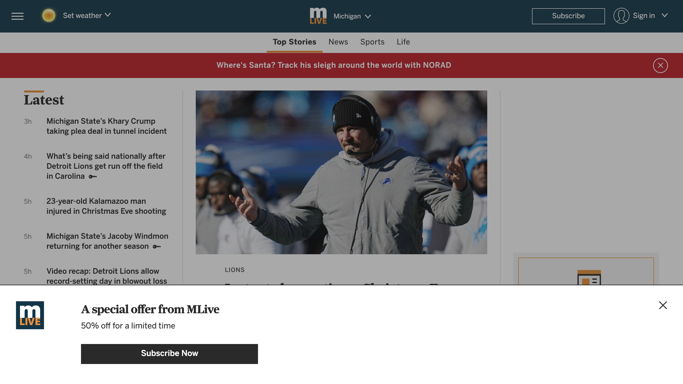 Set weather
m
LIVE
Michigan
Subscribe
Sign in
Top Stories
News
Sports
Life
Where's Santa? Track his sleigh around the world with NORAD
Latest
3h
Michigan State's Khary Crump
taking plea deal in tunnel incident
4h
What's being said nationally after
Detroit Lions get run off the field
in Carolina
5h
23-year-old Kalamazoo man
injured in Christmas Eve shooting
5h
Michigan State's Jacoby Windmon
returning for another season
5h
Video recap: Detroit Lions allow
record-setting day in blowout loss
LIONS
m
LIVE
A special offer from MLive
50% off for a limited time
Subscribe Now